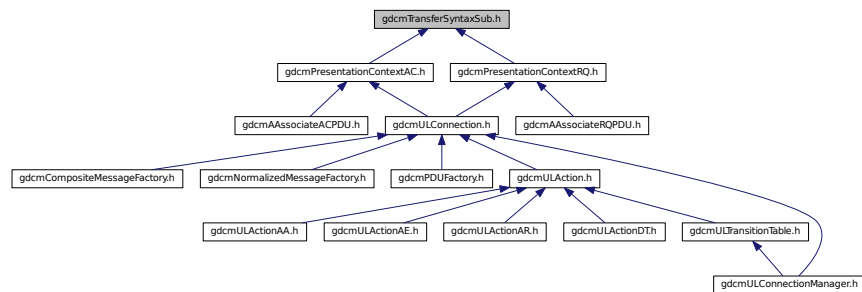 gdcmTransferSyntaxSub.h
gdcmPresentationContextAC.h
gdcmPresentationContextRQ.h
gdcmAAssociateACPDU.h
gdcmULConnection.h
gdcmAAssociateRQPDU.h
gdcmCompositeMessageFactory.h
gdcmNormalizedMessageFactory.h
gdcmPDUFactory.h
gdcmULAction.h
gdcmULActionAA.h
gdcmULActionAE.h
gdcmULActionAR.h
gdcmULActionDT.h
gdcmULTransitionTable.h
gdcmULConnectionManager.h